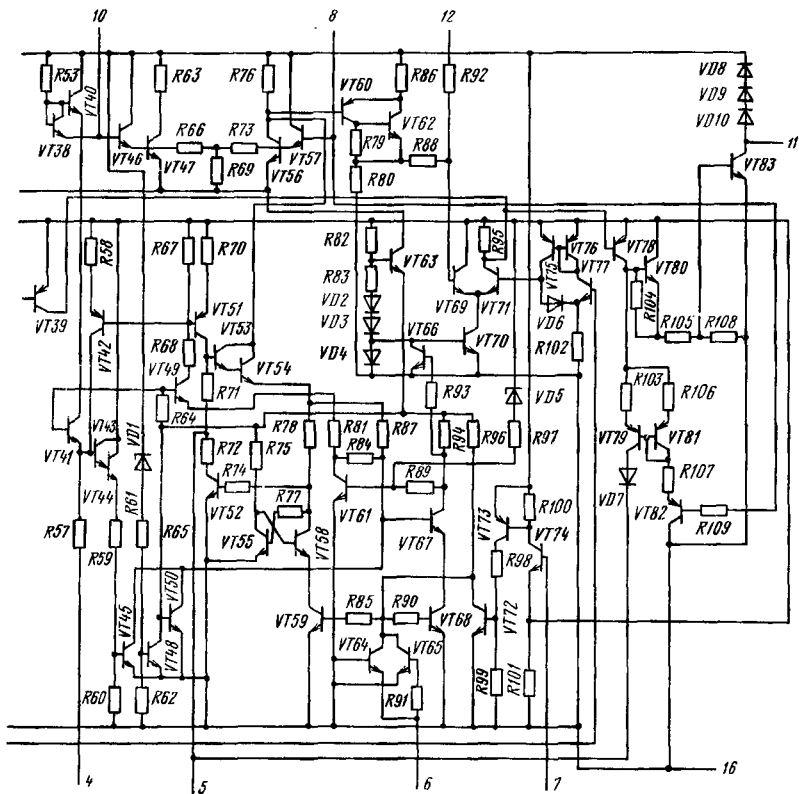 10 8 12
R53 VT40 R63 R76 VT60 R86 R92 VD8
VD9
VT38 VT46 VT47 R66 R73 R69 VT57 VT56 R79 VT62 R88 VD10
11
R80 VT83
R58 R67 R70 R82 VT63 R95 VT76 VT78
R83 VT75 VT77 VT80
VT39 VT42 VT51 VT53 VD2 VT69 VT71 R104
R68 VD3 VT66 VT70 VD6 R105 R108
VT49 VT54 VD4 R102
R64 R71 R93 VD5 R103 R106
VT41 VT43 VD1 R72 R75 R78 R81 R87 R94 R96 R97 VT79 VT81
VT44 R74 R84 R89 R107
R57 R59 R61 R65 VT52 R77 VT61 VT73 R100 VT74 VD7 VT82 R109
VT55 VT58 VT67 R98
VT50 VT45 VT59 R85 R90 VT68 VT72
VT48 VT64 VT65 R99 R101
R60 R62 R91
16
4 5 6 7